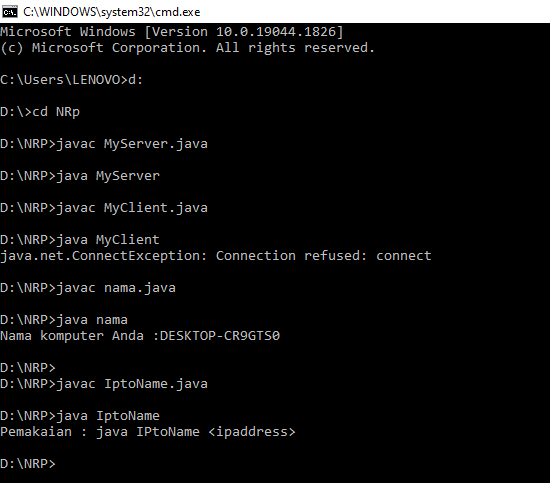 C:\WINDOWS\system32\cmd.exe
Microsoft Windows [Version 10.0.19044.1826]
(c) Microsoft Corporation. All rights reserved.
C:\Users\LENOVO>d:
D:\>cd NRp
D:\NRP>javac MyServer.java
D:\NRP>java MyServer
D:\NRP>javac MyClient.java
D:\NRP>java MyClient
java.net.ConnectException: Connection refused: connect
D:\NRP>javac nama.java
D:\NRP>java nama
Nama komputer Anda :DESKTOP-CR9GTS0
D:\NRP>
D:\NRP>javac IptoName.java
D:\NRP>java IptoName
Pemakaian : java IPtoName <ipaddress>
D:\NRP>